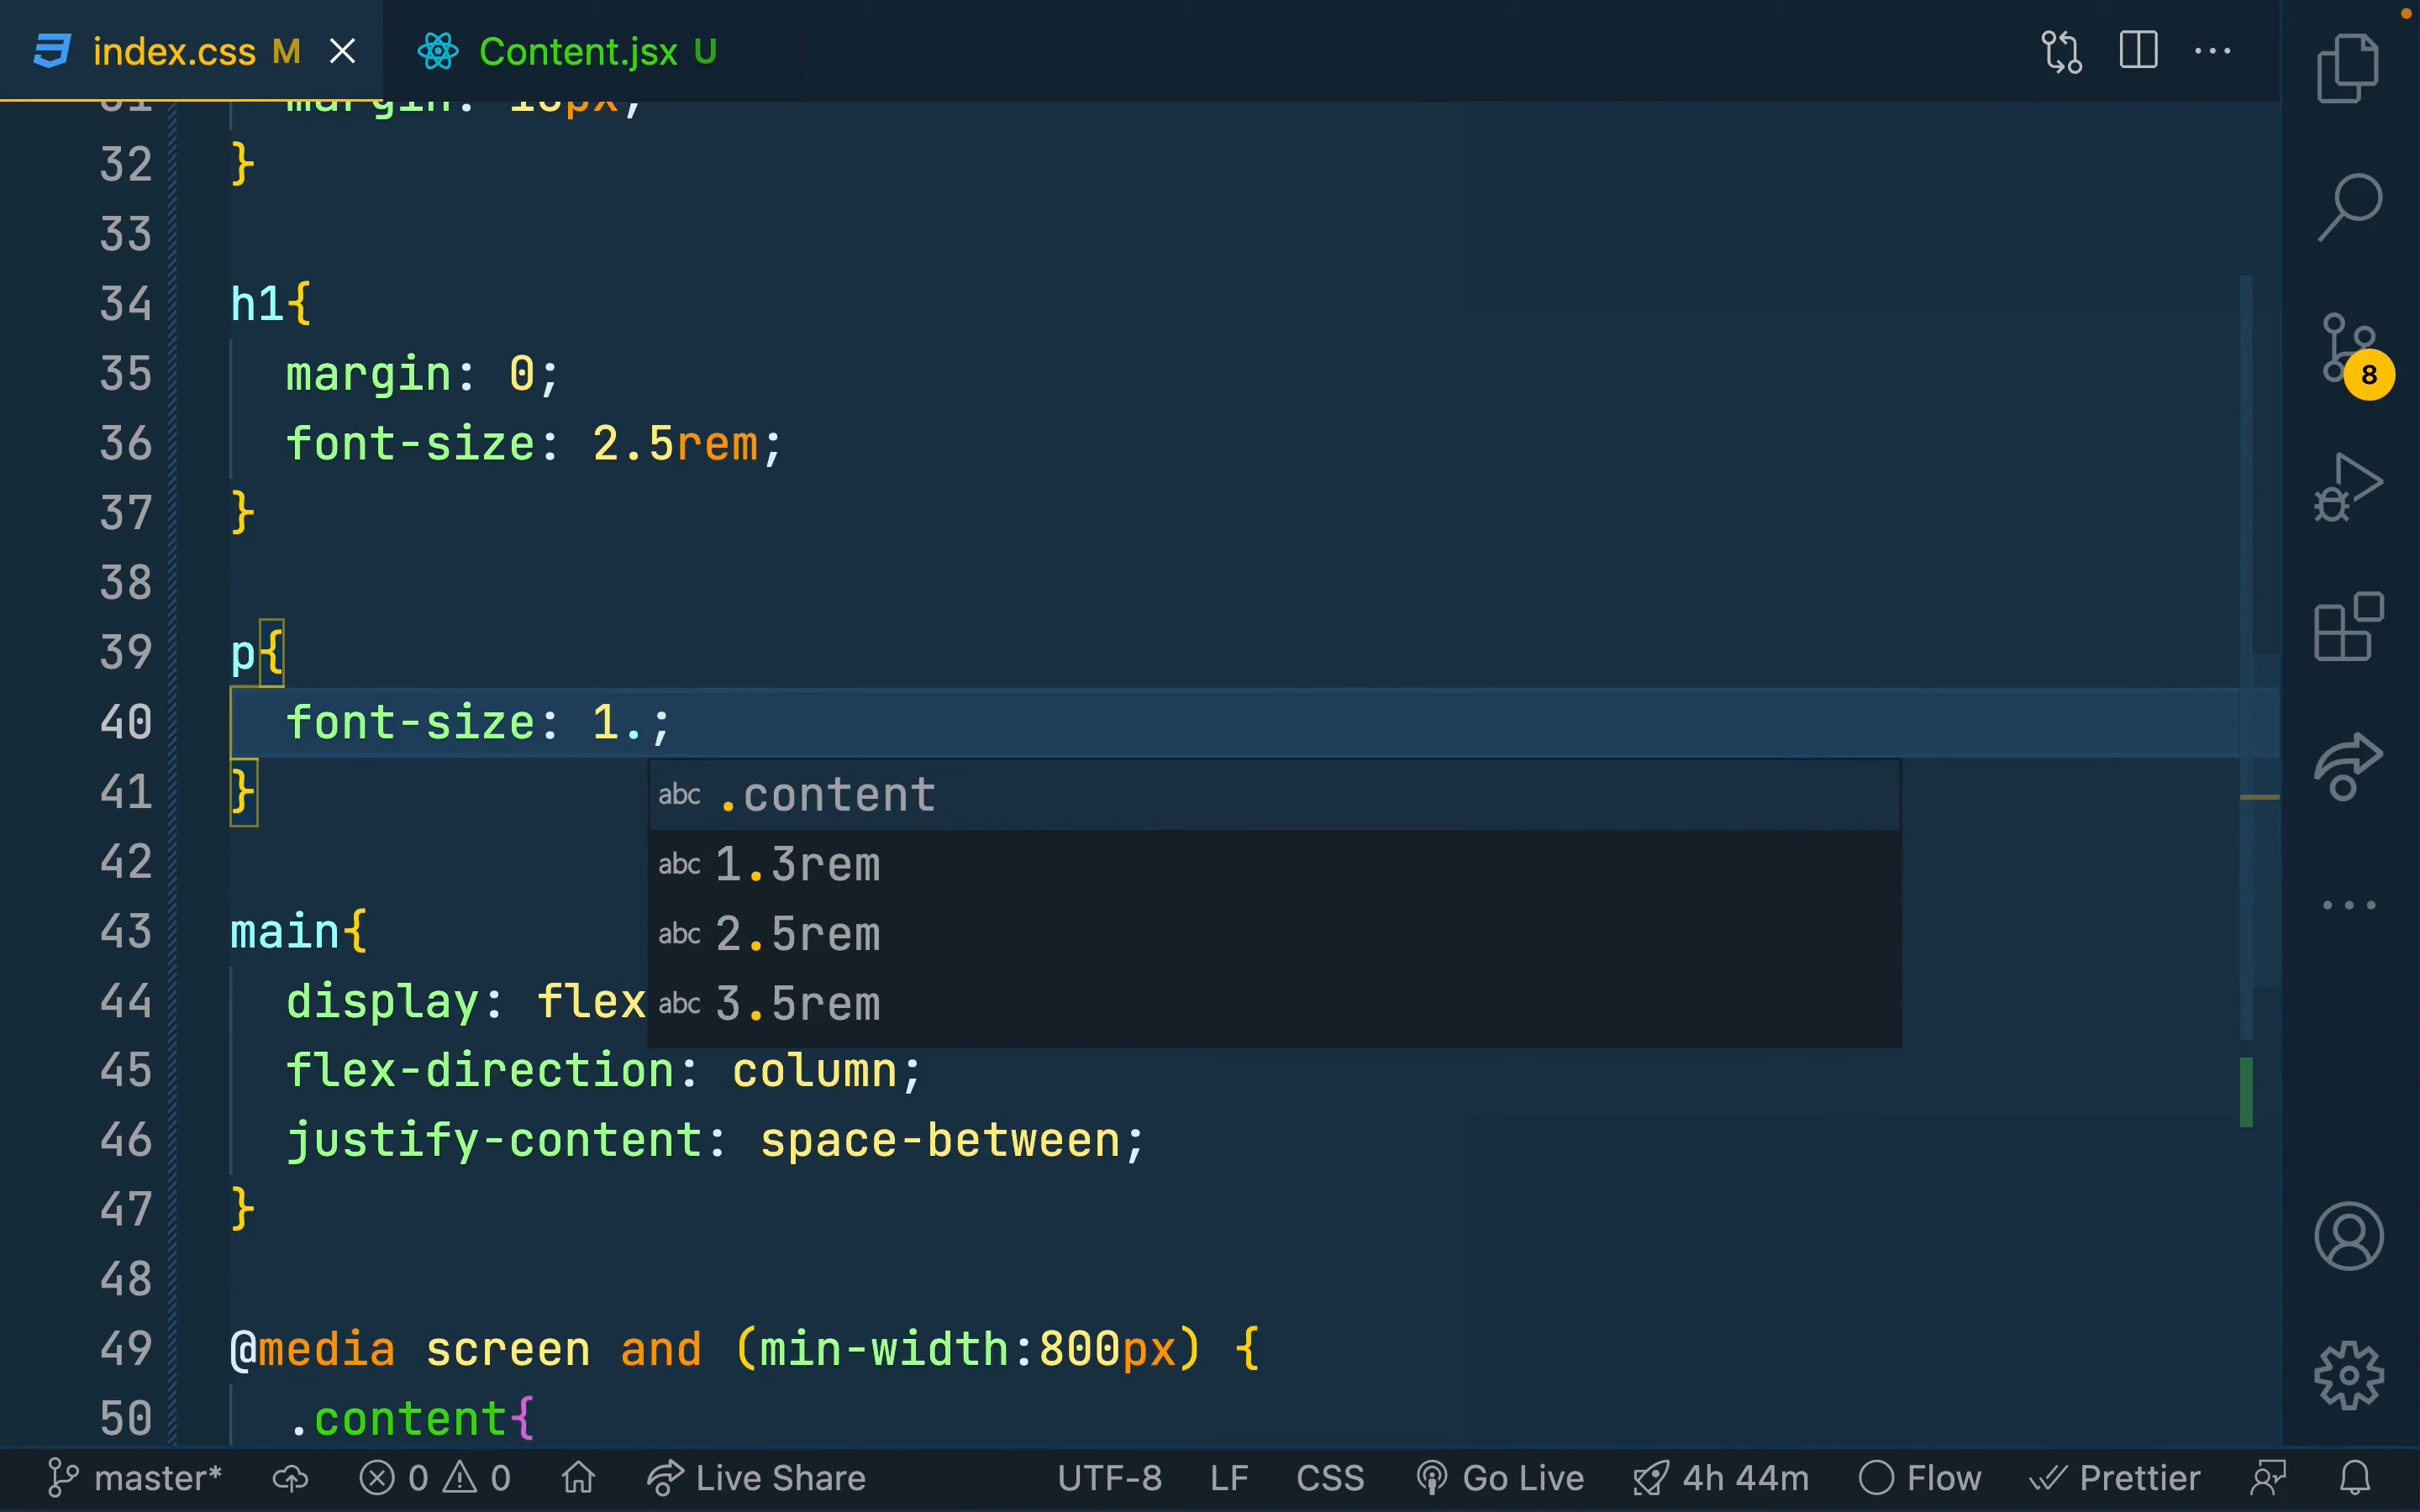 index.css M
Content.jsx U
31 margin: 10px;
32 }
33
34 h1{
35 margin: 0;
36 font-size: 2.5rem;
37 }
38
39 p{
40 font-size: 1.;
41 }
42
43 main{
44 display: flex
45 flex-direction: column;
46 justify-content: space-between;
47 }
48
49 @media screen and (min-width:800px) {
50 .content{
abc .content
abc 1.3rem
abc 2.5rem
abc 3.5rem
8
master* 0 0 Live Share UTF-8 LF CSS Go Live 4h 44m Flow Prettier